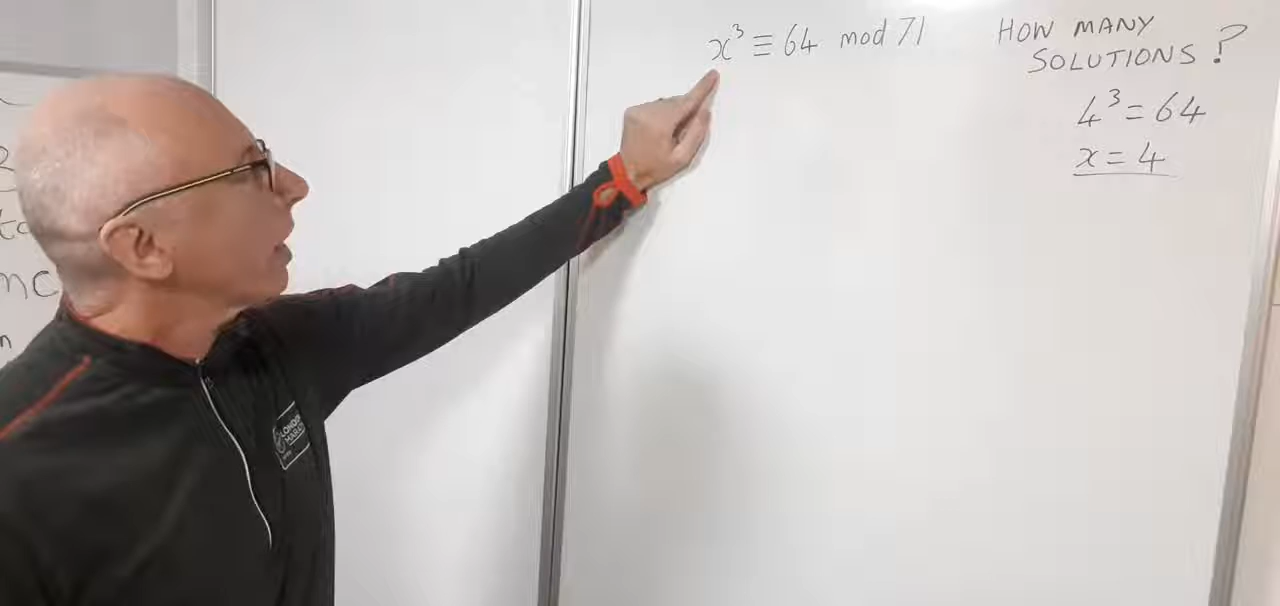 x³ ≡ 64 mod 71
HOW MANY
SOLUTIONS ?
4³ = 64
x = 4